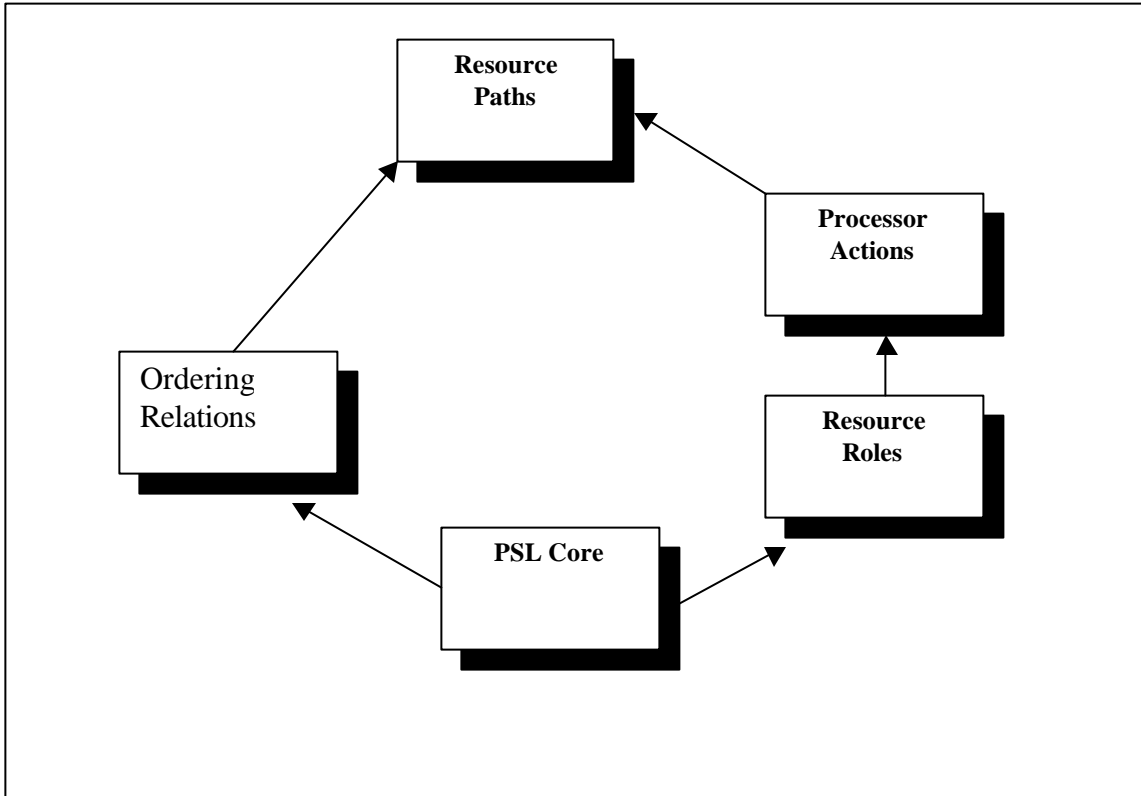 Resource
Paths
Processor
Actions
Ordering
Relations
Resource
Roles
PSL Core